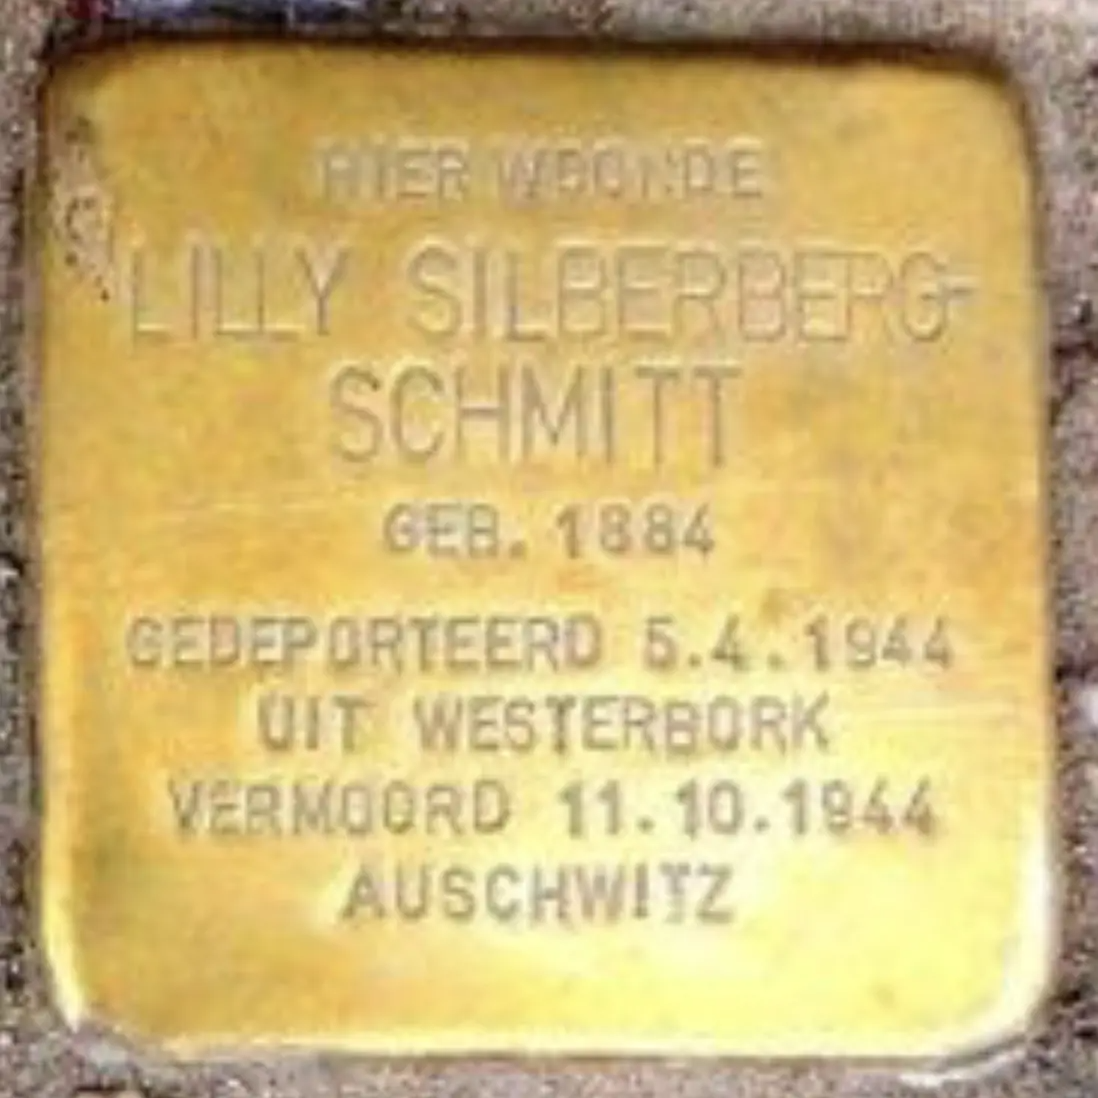 HIER WOONDE
LILLY SILBERBERG-
SCHMITT
GEB. 1884
GEDEPORTEERD 5.4.1944
UIT WESTERBORK
VERMOORD 11.10.1944
AUSCHWITZ